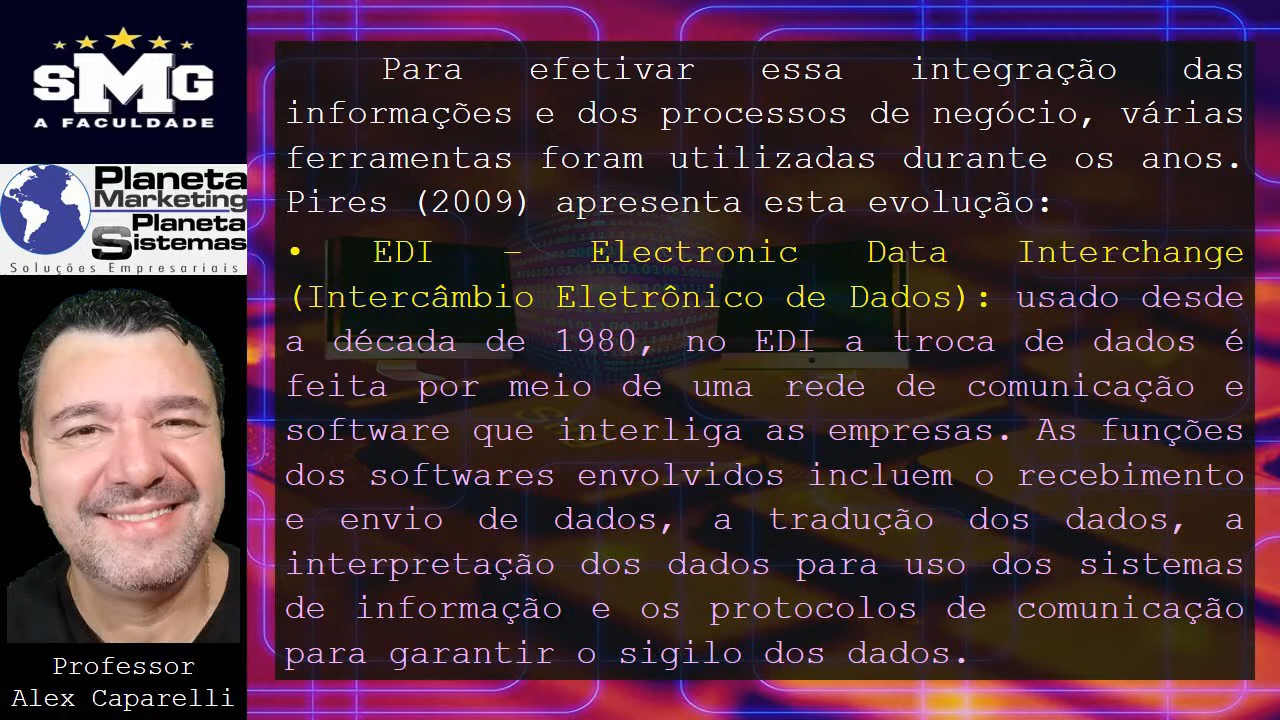 SMG
A FACULDADE
Planeta
Marketing
Planeta
Sistemas
Soluções Empresariais
Professor
Alex Caparelli
Para efetivar essa integração das
informações e dos processos de negócio, várias
ferramentas foram utilizadas durante os anos.
Pires (2009) apresenta esta evolução:
• EDI – Electronic Data Interchange
(Intercâmbio Eletrônico de Dados): usado desde
a década de 1980, no EDI a troca de dados é
feita por meio de uma rede de comunicação e
software que interliga as empresas. As funções
dos softwares envolvidos incluem o recebimento
e envio de dados, a tradução dos dados, a
interpretação dos dados para uso dos sistemas
de informação e os protocolos de comunicação
para garantir o sigilo dos dados.